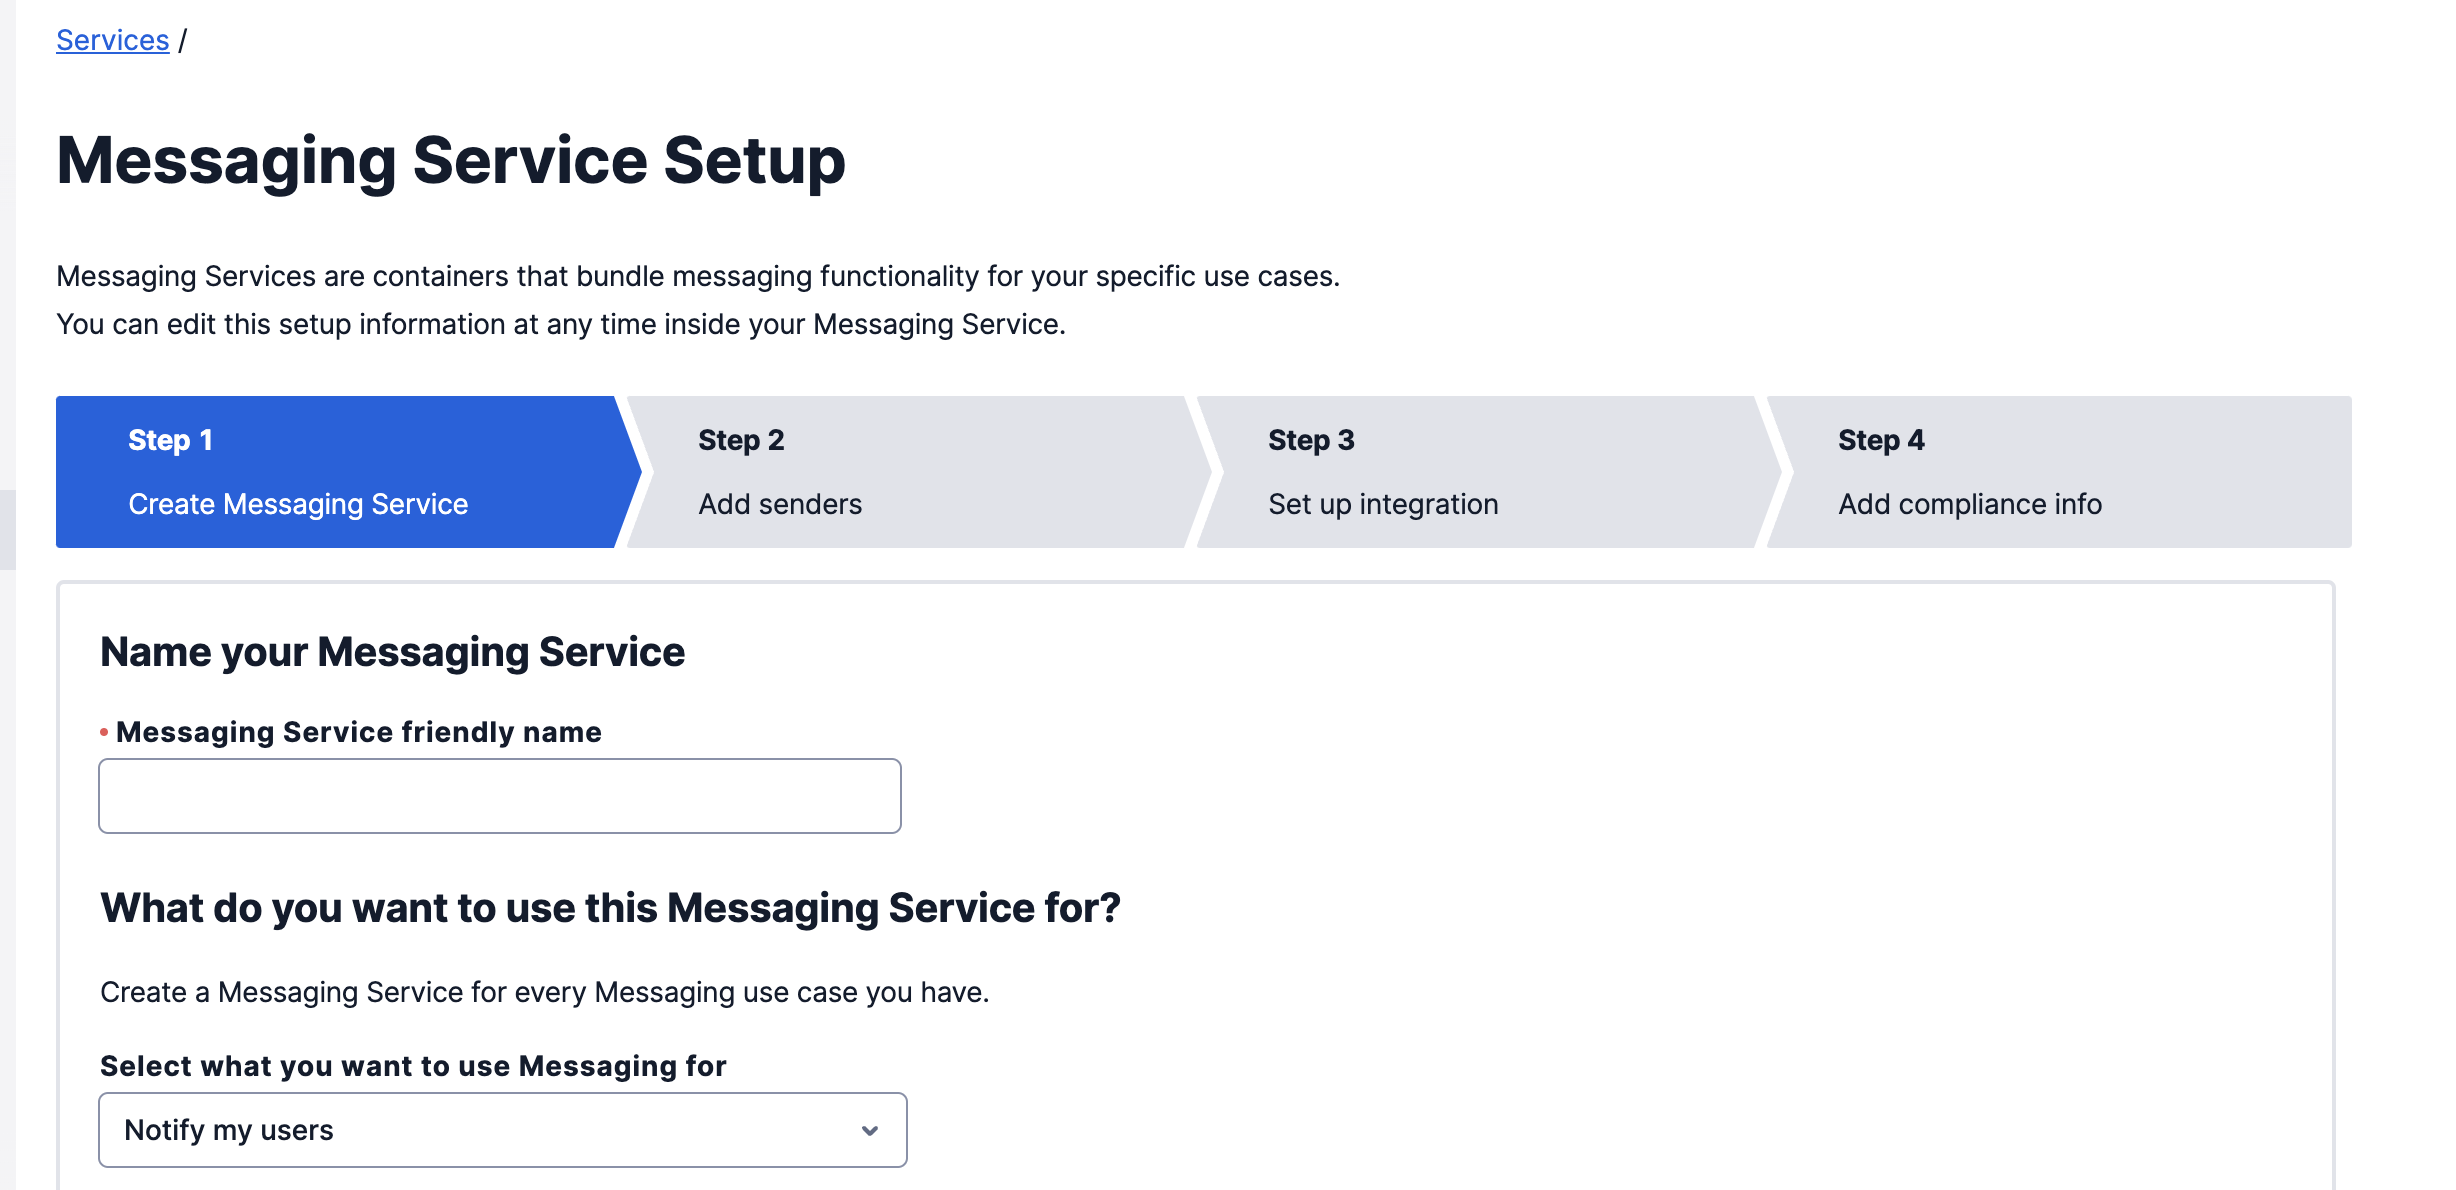 Services /
Messaging Service Setup
Messaging Services are containers that bundle messaging functionality for your specific use cases.
You can edit this setup information at any time inside your Messaging Service.
Step 1
Create Messaging Service
Step 2
Add senders
Step 3
Set up integration
Step 4
Add compliance info
Name your Messaging Service
Messaging Service friendly name
What do you want to use this Messaging Service for?
Create a Messaging Service for every Messaging use case you have.
Select what you want to use Messaging for
Notify my users